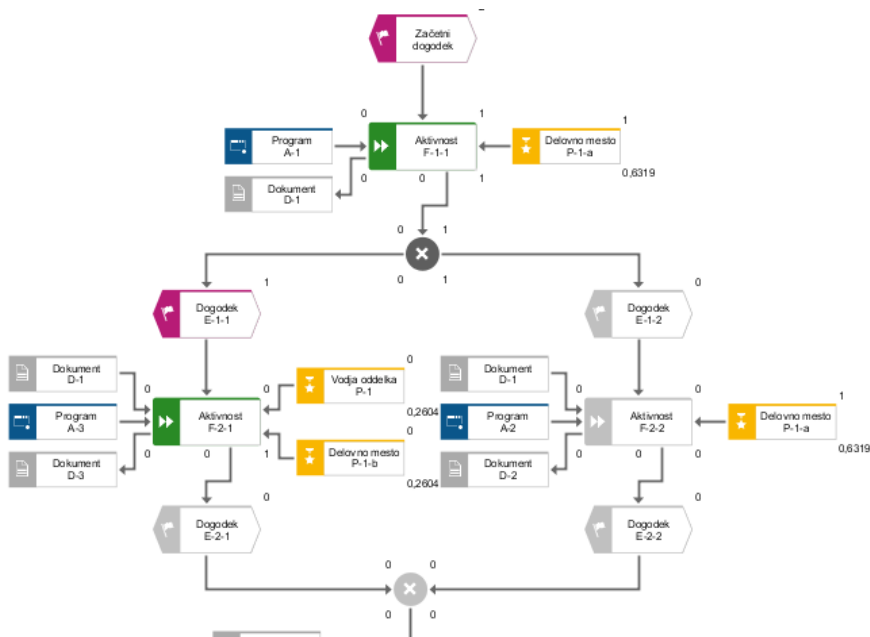 Začetni
dogodek
0 1
1
Program
A-1
Aktivnost
F-1-1
Delovno mesto
P-1-a
0 0 1
0,6319
Dokument
D-1
0 1
0 1
1
0
Dogodek
E-1-1
Dogodek
E-1-2
Dokument
D-1
0
0
0
Vodja oddelka
P-1
Dokument
D-1
0
0
1
Program
A-3
Aktivnost
F-2-1
0,2604
0
Program
A-2
Aktivnost
F-2-2
Delovno mesto
P-1-a
0 0 1
0 0 0
0,6319
Dokument
D-3
Delovno mesto
P-1-b
0,2604
Dokument
D-2
0
0
Dogodek
E-2-1
Dogodek
E-2-2
0 0
0 0